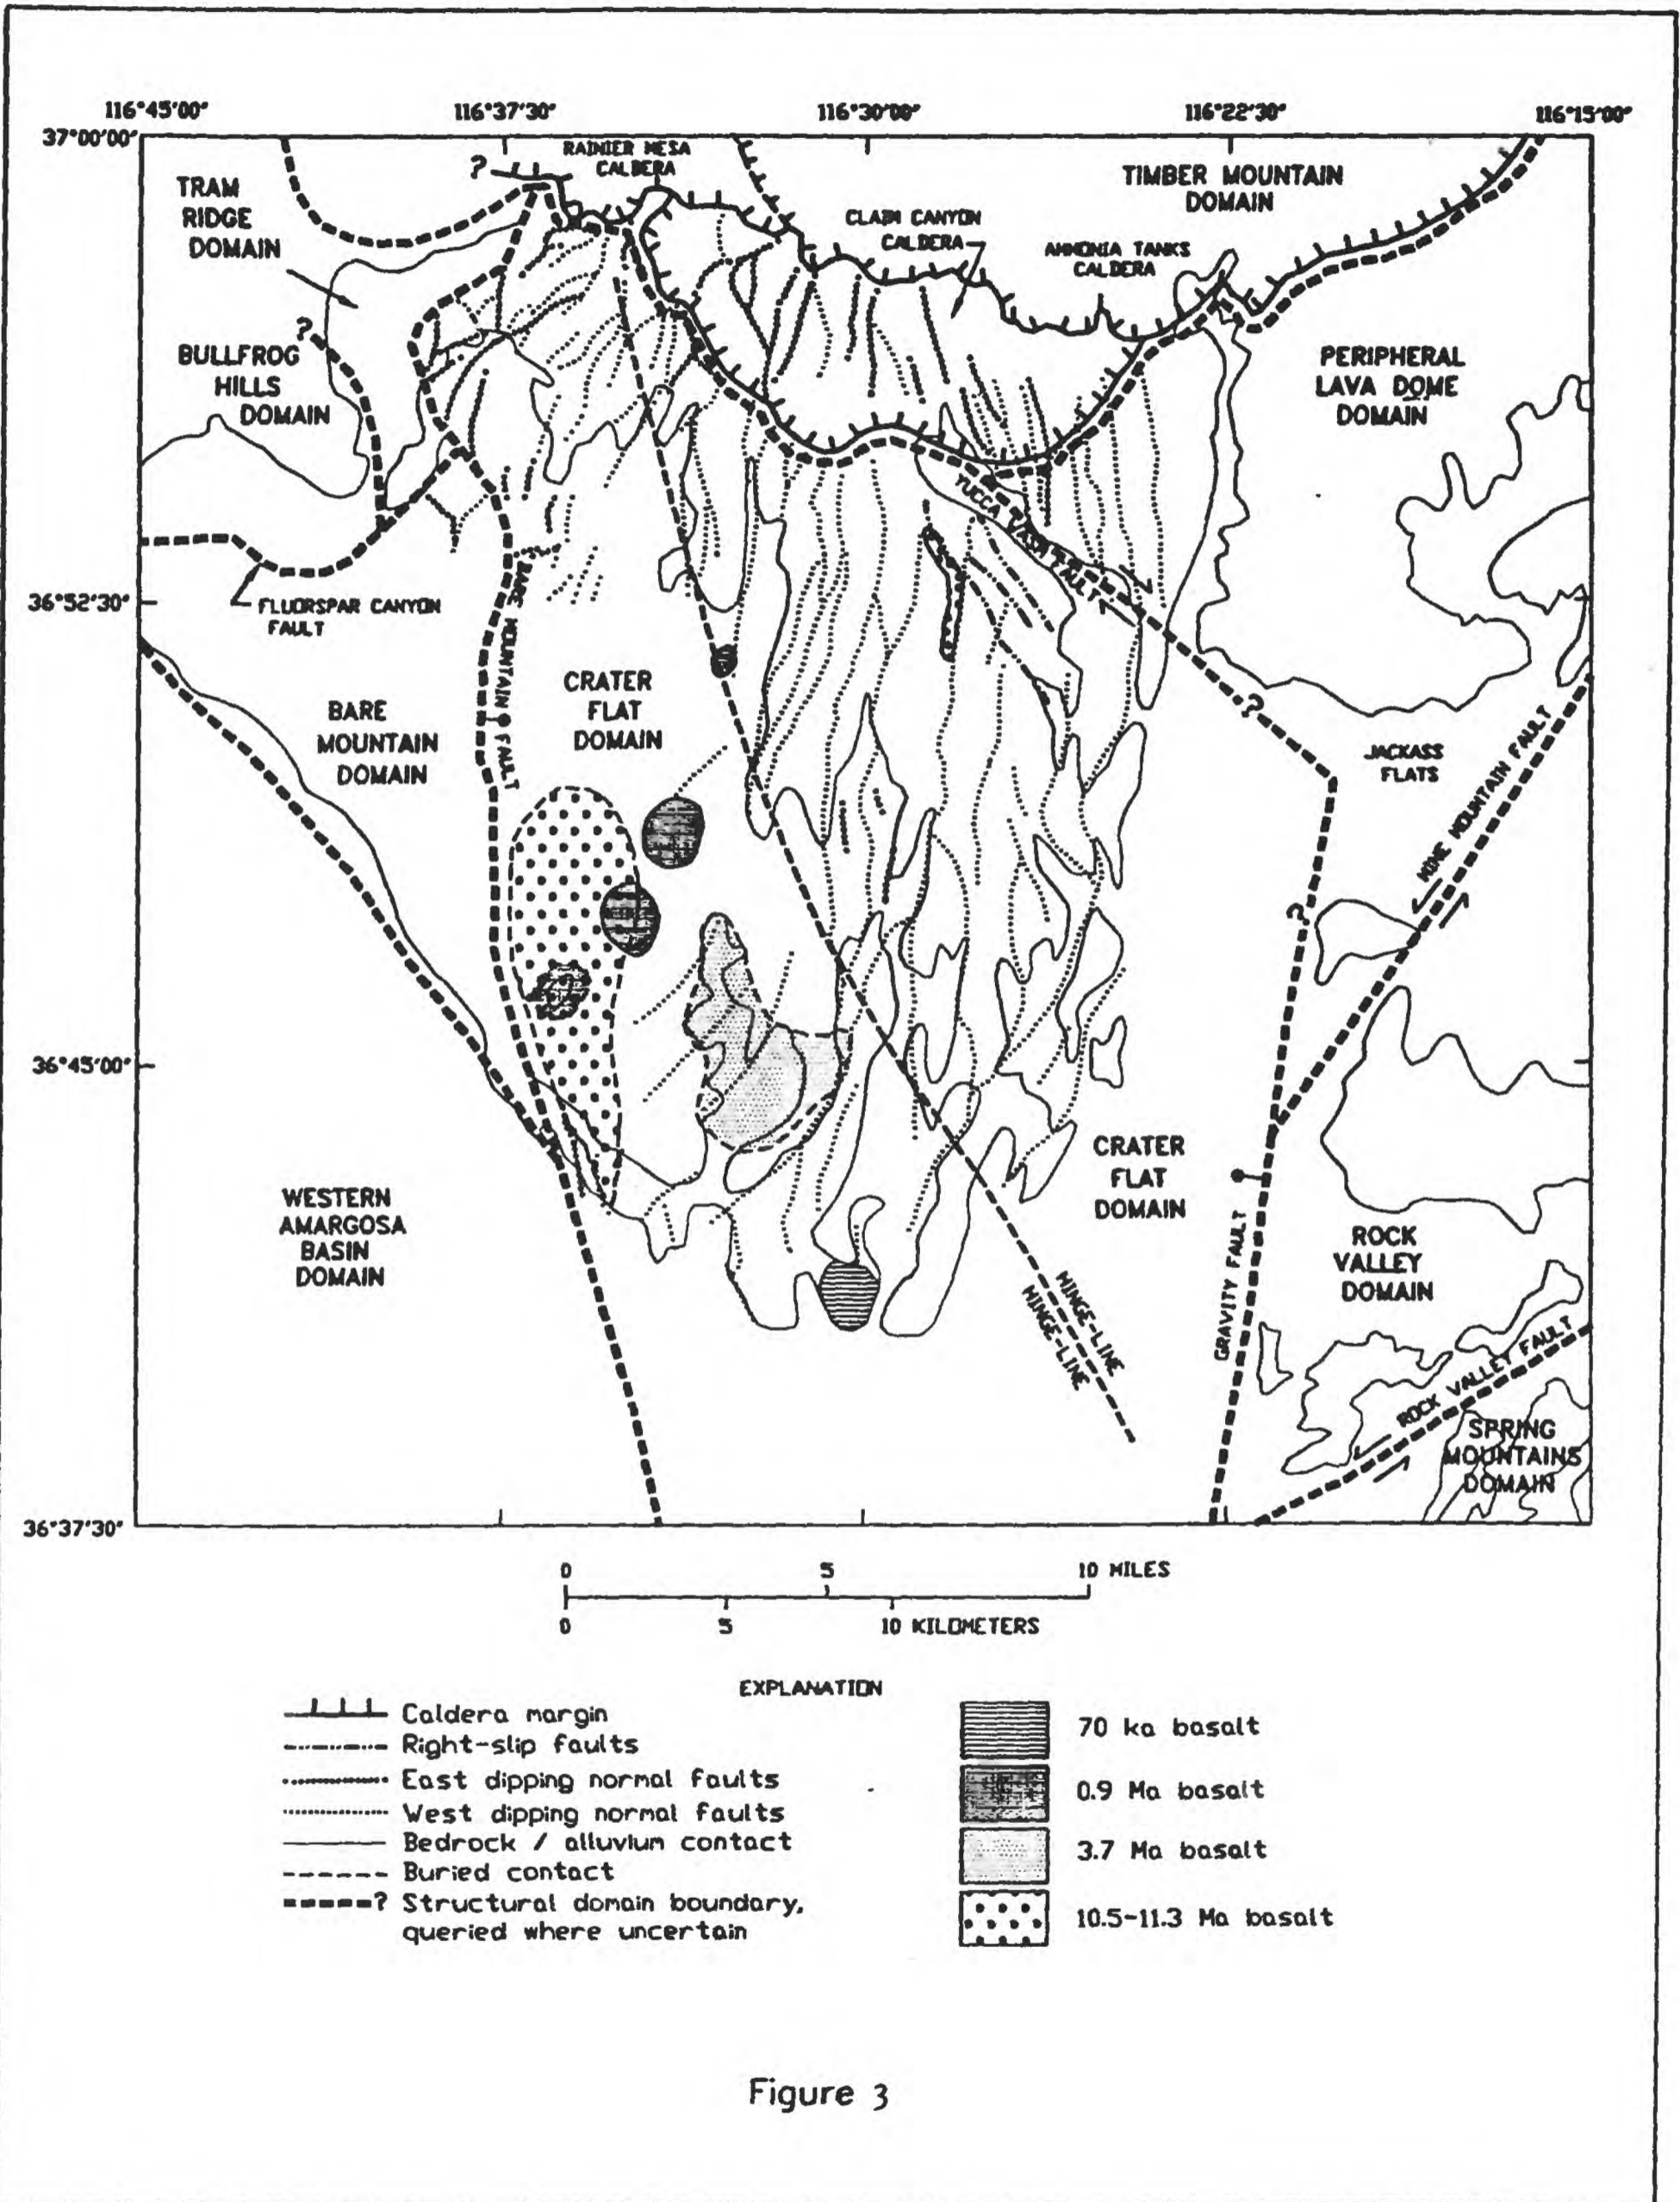 116°45'00"
116°37'30"
116°30'00"
116°22'30"
116°15'00"
37°00'00"
36°52'30"
36°45'00"
36°37'30"
RAINIER MESA
CALDERA
?
TRAM
RIDGE
DOMAIN
TIMBER MOUNTAIN
DOMAIN
CLAIM CANYON
CALDERA
AMMONIA TANKS
CALDERA
?
BULLFROG
HILLS
DOMAIN
PERIPHERAL
LAVA DOME
DOMAIN
YUCCA WASH FAULT
FLUORSPAR CANYON
FAULT
BARE MOUNTAIN FAULT
CRATER
FLAT
DOMAIN
BARE
MOUNTAIN
DOMAIN
?
JACKASS
FLATS
MINE MOUNTAIN FAULT
?
CRATER
FLAT
DOMAIN
WESTERN
AMARGOSA
BASIN
DOMAIN
GRAVITY FAULT
ROCK
VALLEY
DOMAIN
HINGE-LINE
HINGE-LINE
ROCK VALLEY FAULT
SPRING
MOUNTAINS
DOMAIN
0 5 10 MILES
0 5 10 KILOMETERS
EXPLANATION
Caldera margin
Right-slip faults
East dipping normal faults
West dipping normal faults
Bedrock / alluvium contact
Buried contact
? Structural domain boundary,
queried where uncertain
70 ka basalt
0.9 Ma basalt
3.7 Ma basalt
10.5-11.3 Ma basalt
Figure 3